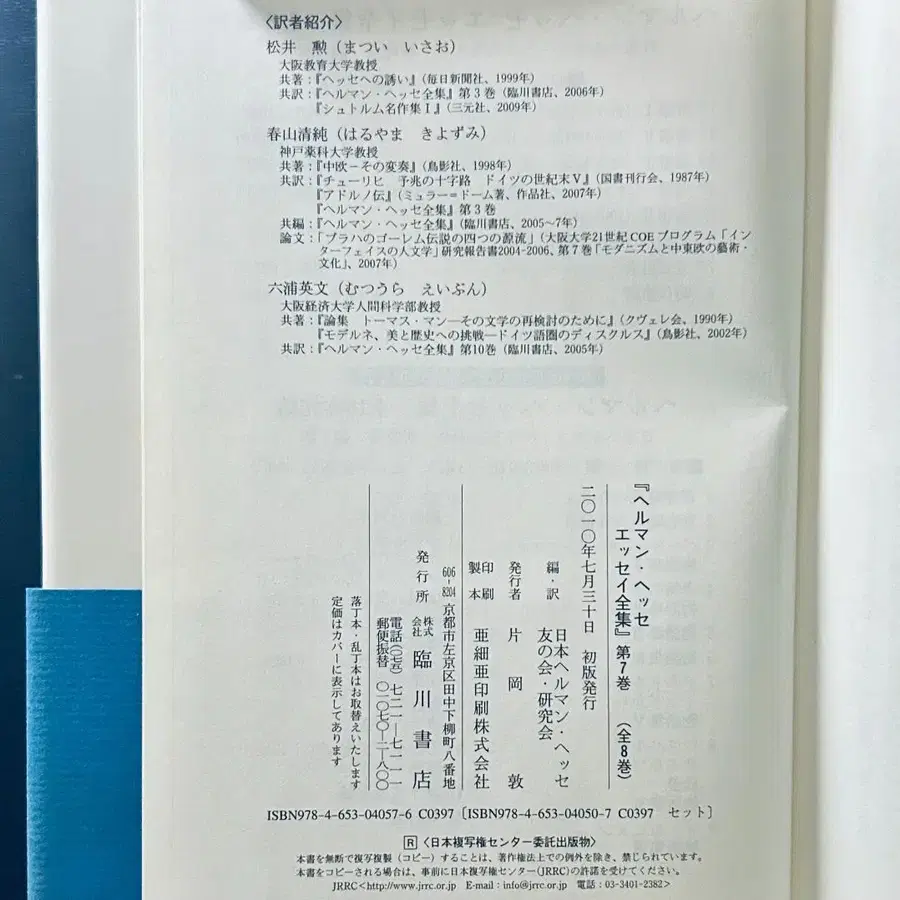 〈訳者紹介〉
松井　勲（まつい　いさお）
大阪教育大学教授
共著：『ヘッセへの誘い』（毎日新聞社、1999年）
共訳：『ヘルマン・ヘッセ全集』第３巻（臨川書店、2006年）
『シュトルム名作集Ⅰ』（三元社、2009年）
春山清純（はるやま　きよずみ）
神戸薬科大学教授
共著：『中欧－その変奏』（鳥影社、1998年）
共訳：『チューリヒ　予兆の十字路　ドイツの世紀末Ⅴ』（国書刊行会、1987年）
『アドルノ伝』（ミュラー＝ドーム著、作品社、2007年）
『ヘルマン・ヘッセ全集』第３巻
共編：『ヘルマン・ヘッセ全集』（臨川書店、2005～7年）
論文：「プラハのゴーレム伝説の四つの源流」（大阪大学21世紀COEプログラム「イン
ターフェイスの人文学」研究報告書2004-2006、第７巻「モダニズムと中東欧の藝術・
文化」、2007年）
六浦英文（むつうら　えいぶん）
大阪経済大学人間科学部教授
共著：『論集　トーマス・マン―その文学の再検討のために』（クヴェレ会、1990年）
『モデルネ、美と歴史への挑戦―ドイツ語圏のディスクルス』（鳥影社、2002年）
共訳：『ヘルマン・ヘッセ全集』第10巻（臨川書店、2005年）
『ヘルマン・ヘッセ
エッセイ全集』第７巻　（全８巻）
二〇一〇年七月三十日　初版発行
編・訳　日本ヘルマン・ヘッセ
友の会・研究会
発行者　片岡　敦
印刷
製本　亜細亜印刷株式会社
606-8204　京都市左京区田中下柳町八番地
発行所　株式会社　臨川書店
電話（〇七五）七二一―七一一一
郵便振替　〇一〇七〇―二―八〇〇
落丁本・乱丁本はお取替えいたします
定価はカバーに表示してあります
ISBN978-4-653-04057-6　C0397　〔ISBN978-4-653-04050-7　C0397　セット〕
R〈日本複写権センター委託出版物〉
本書を無断で複写複製（コピー）することは、著作権法上での例外を除き、禁じられています。
本書をコピーされる場合は、事前に日本複写権センター(JRRC)の許諾を受けてください。
JRRC<http://www.jrrc.or.jp　E-mail：info@jrrc.or.jp　電話：03-3401-2382>